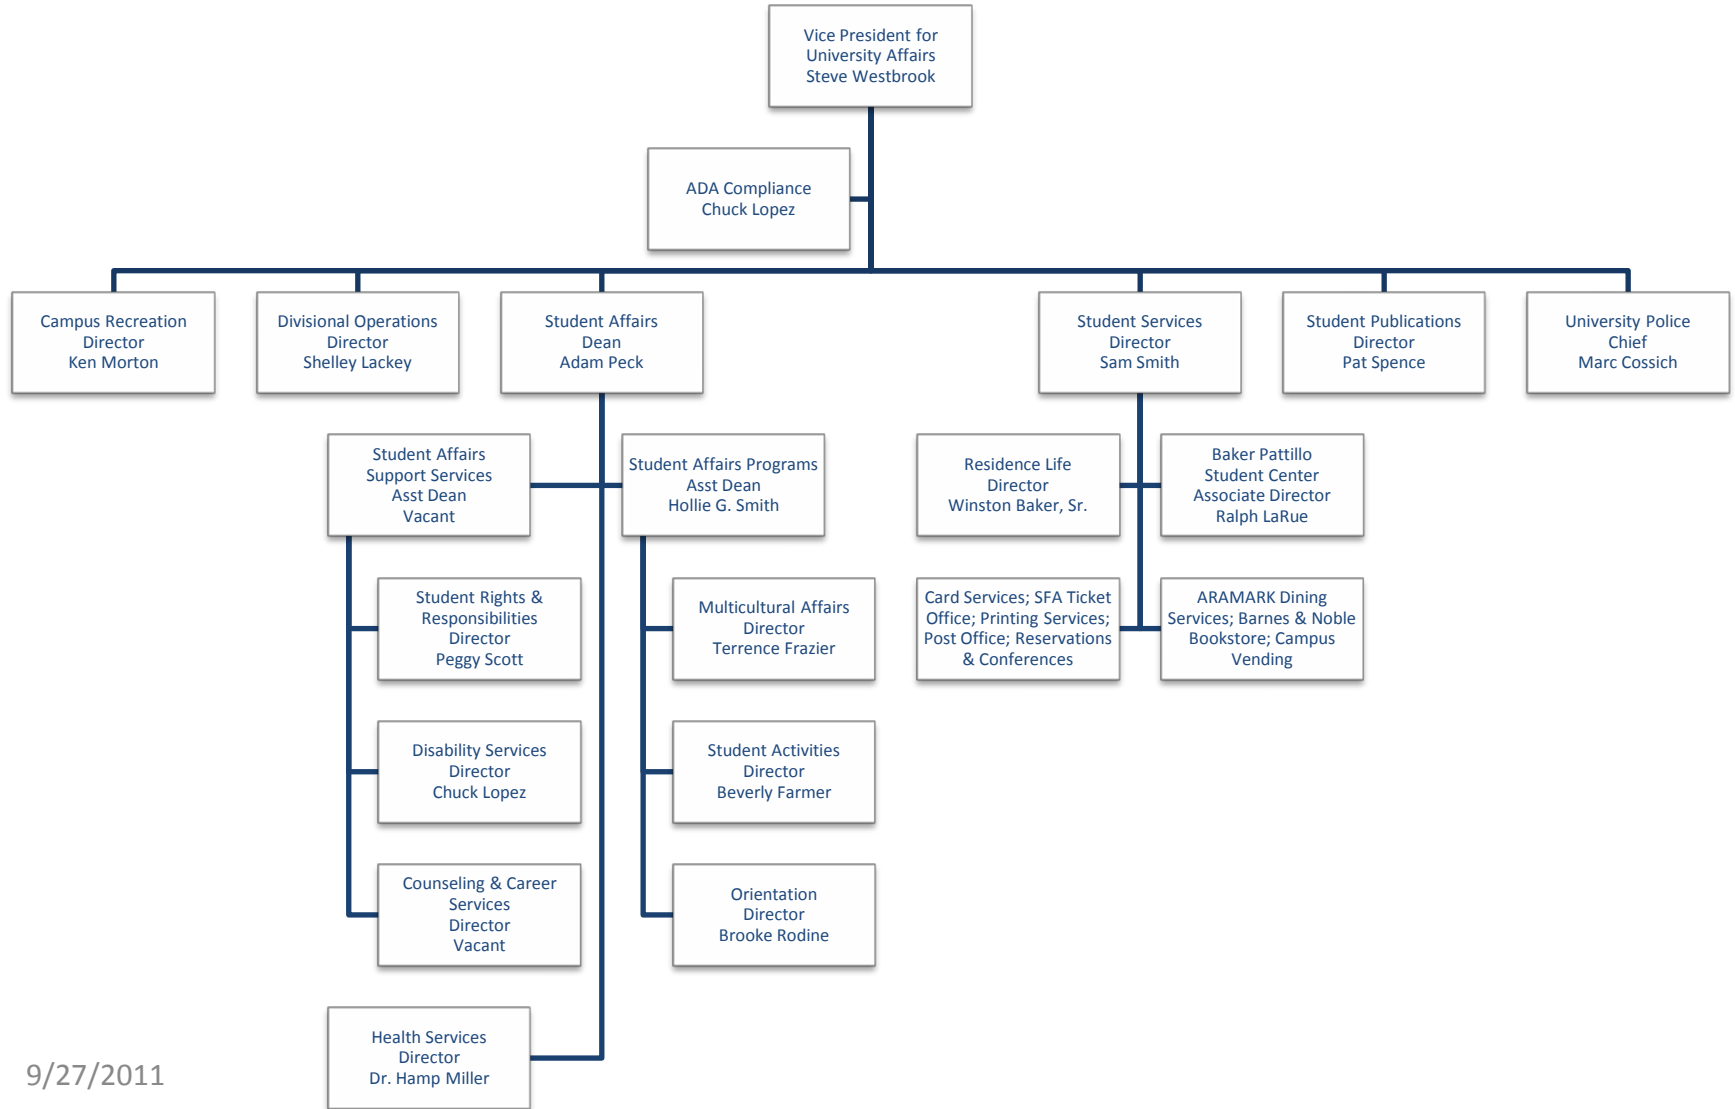 Vice President for
University Affairs
Steve Westbrook
ADA Compliance
Chuck Lopez
Campus Recreation
Director
Ken Morton
Divisional Operations
Director
Shelley Lackey
Student Affairs
Dean
Adam Peck
Student Services
Director
Sam Smith
Student Publications
Director
Pat Spence
University Police
Chief
Marc Cossich
Student Affairs
Support Services
Asst Dean
Vacant
Student Affairs Programs
Asst Dean
Hollie G. Smith
Residence Life
Director
Winston Baker, Sr.
Baker Pattillo
Student Center
Associate Director
Ralph LaRue
Student Rights &
Responsibilities
Director
Peggy Scott
Multicultural Affairs
Director
Terrence Frazier
Card Services; SFA Ticket
Office; Printing Services;
Post Office; Reservations
& Conferences
ARAMARK Dining
Services; Barnes & Noble
Bookstore; Campus
Vending
Disability Services
Director
Chuck Lopez
Student Activities
Director
Beverly Farmer
Counseling & Career
Services
Director
Vacant
Orientation
Director
Brooke Rodine
Health Services
Director
Dr. Hamp Miller
9/27/2011